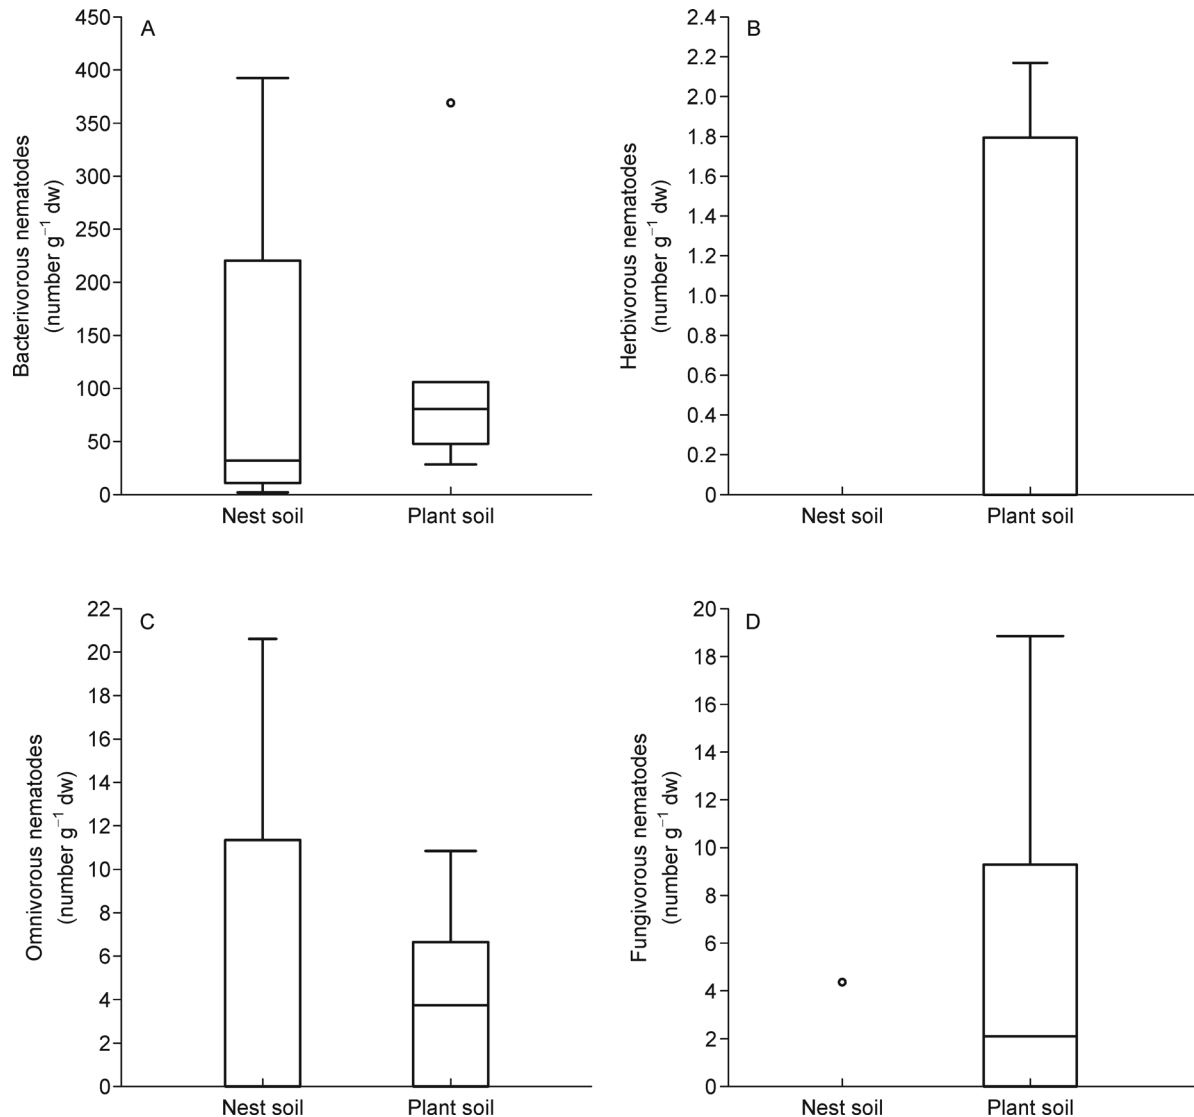 A
450
400
350
300
250
200
150
100
50
0
Bacterivorous nematodes
(number g⁻¹ dw)
Nest soil
Plant soil
B
2.4
2.2
2.0
1.8
1.6
1.4
1.2
1.0
0.8
0.6
0.4
0.2
0
Herbivorous nematodes
(number g⁻¹ dw)
Nest soil
Plant soil
C
22
20
18
16
14
12
10
8
6
4
2
0
Omnivorous nematodes
(number g⁻¹ dw)
Nest soil
Plant soil
D
20
18
16
14
12
10
8
6
4
2
0
Fungivorous nematodes
(number g⁻¹ dw)
Nest soil
Plant soil